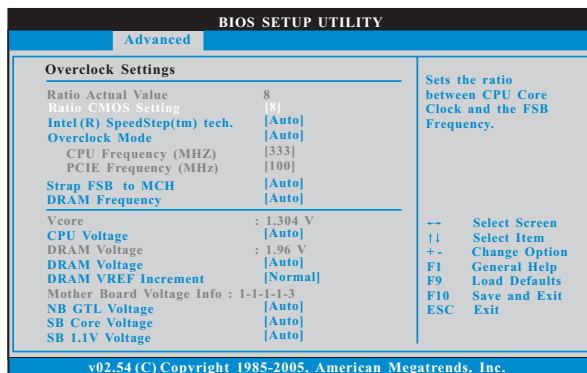 BIOS SETUP UTILITY
Advanced
Overclock Settings
Ratio Actual Value 8
Ratio CMOS Setting [8]
Intel (R) SpeedStep(tm) tech. [Auto]
Overclock Mode [Auto]
CPU Frequency (MHZ) [333]
PCIE Frequency (MHz) [100]
Strap FSB to MCH [Auto]
DRAM Frequency [Auto]
Vcore : 1.304 V
CPU Voltage [Auto]
DRAM Voltage : 1.96 V
DRAM Voltage [Auto]
DRAM VREF Increment [Normal]
Mother Board Voltage Info : 1-1-1-1-3
NB GTL Voltage [Auto]
SB Core Voltage [Auto]
SB 1.1V Voltage [Auto]
Sets the ratio
between CPU Core
Clock and the FSB
Frequency.
←→ Select Screen
↑↓ Select Item
+ - Change Option
F1 General Help
F9 Load Defaults
F10 Save and Exit
ESC Exit
v02.54 (C) Copyright 1985-2005, American Megatrends, Inc.